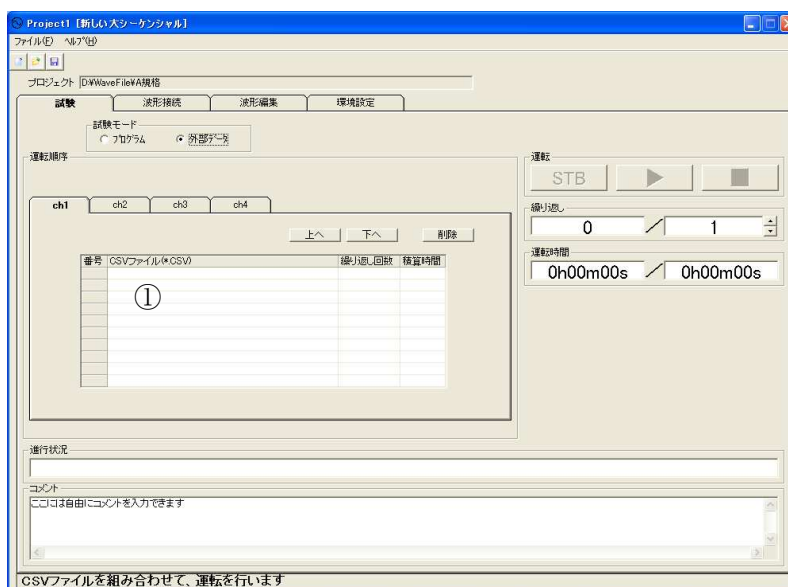 Project1 [新しい大シーケンシャル]
ファイル(F) ヘルプ(H)
プロジェクト D:¥WaveFile¥A規格
試験 波形接続 波形編集 環境設定
試験モード
プログラム 外部データ
運転順序
ch1 ch2 ch3 ch4
上へ 下へ 削除
番号 CSVファイル(*.CSV) 繰り返し回数 積算時間
①
運転
STB
繰り返し
0 / 1
運転時間
0h00m00s / 0h00m00s
進行状況
コメント
ここには自由にコメントを入力できます
CSVファイルを組み合わせて、運転を行います